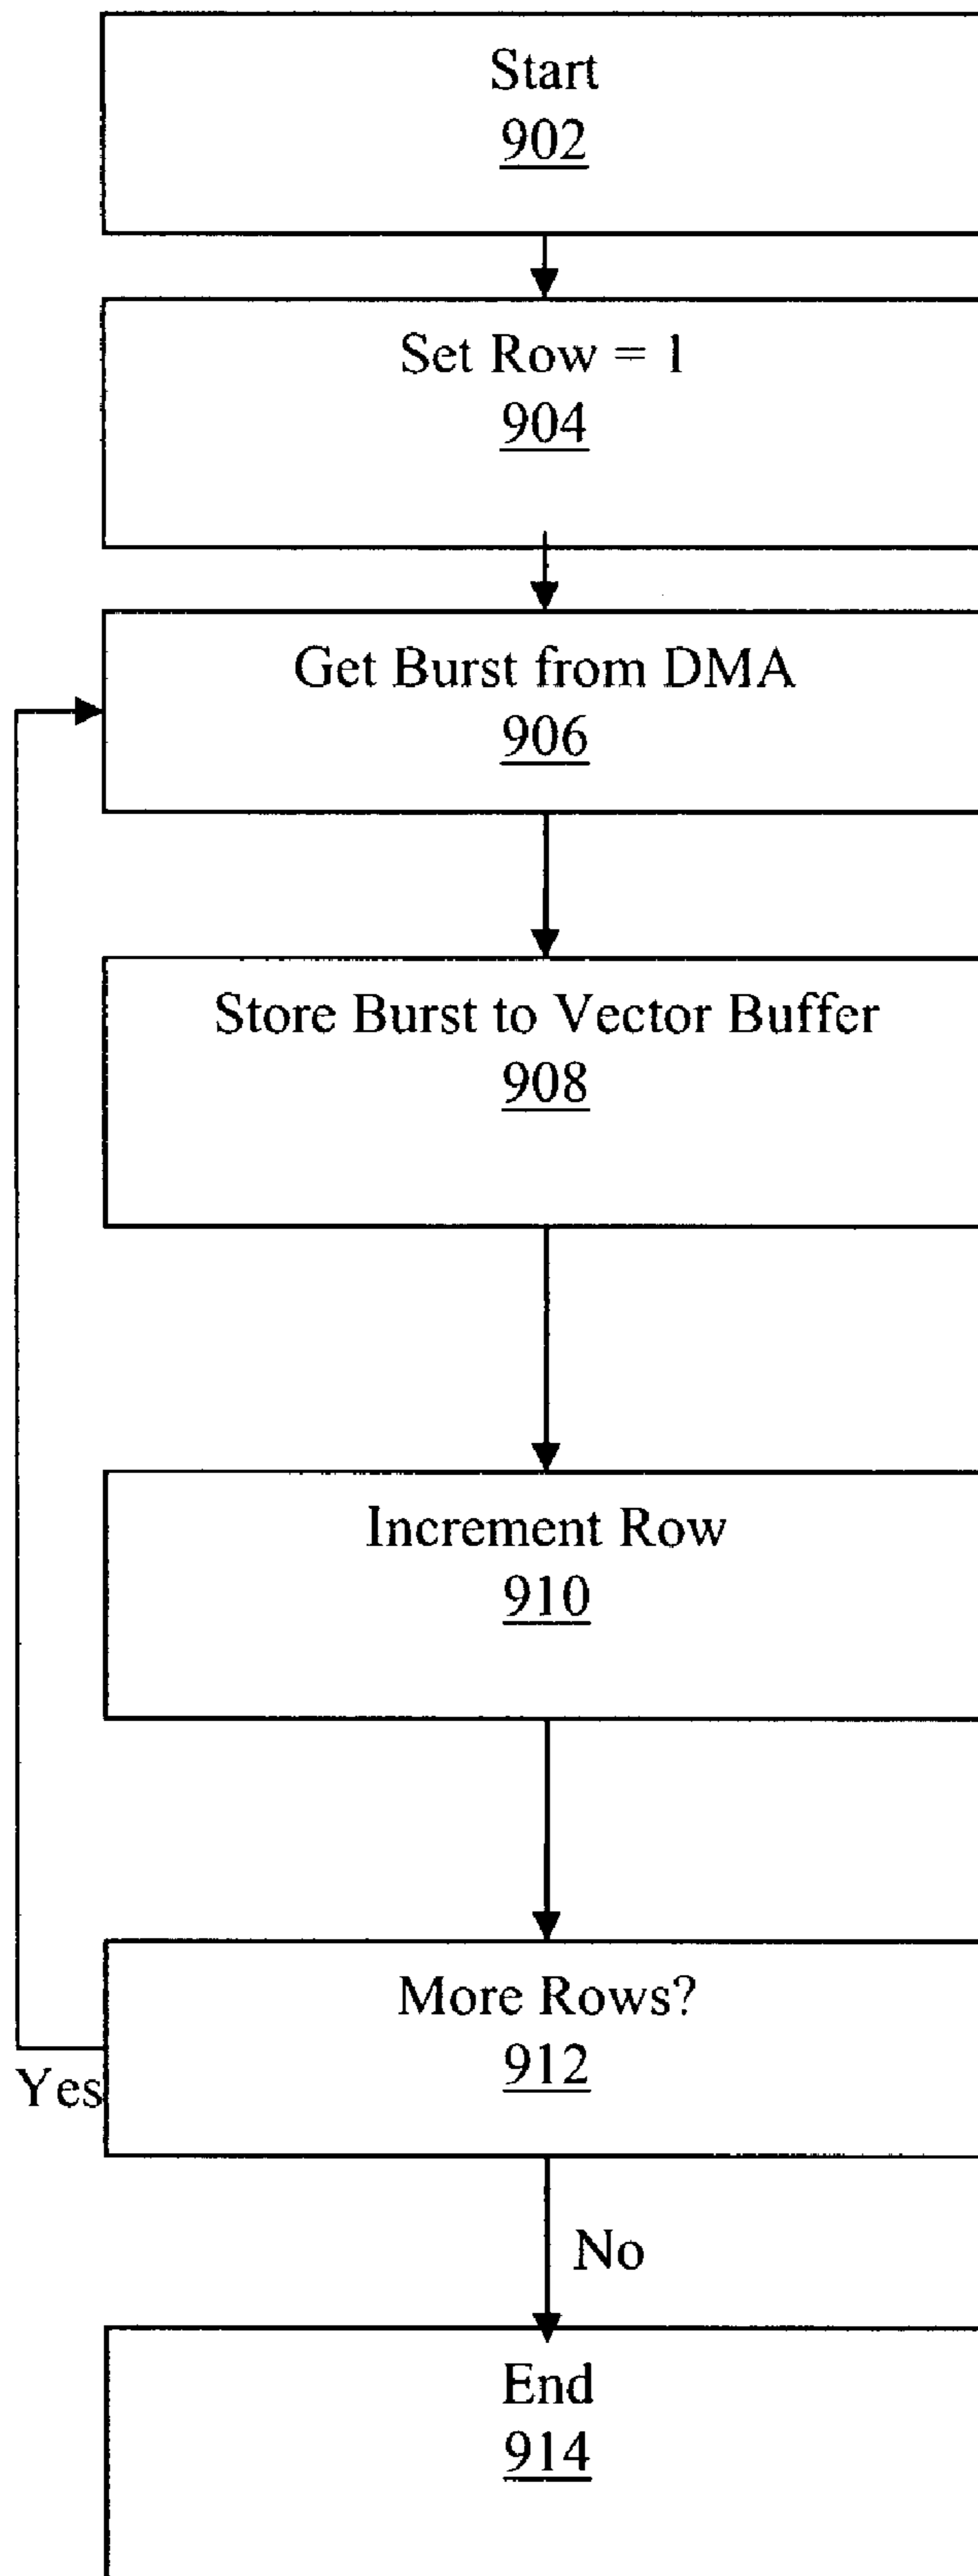 Start
902
Set Row = 1
904
Get Burst from DMA
906
Store Burst to Vector Buffer
908
Increment Row
910
More Rows?
912
Yes
No
End
914